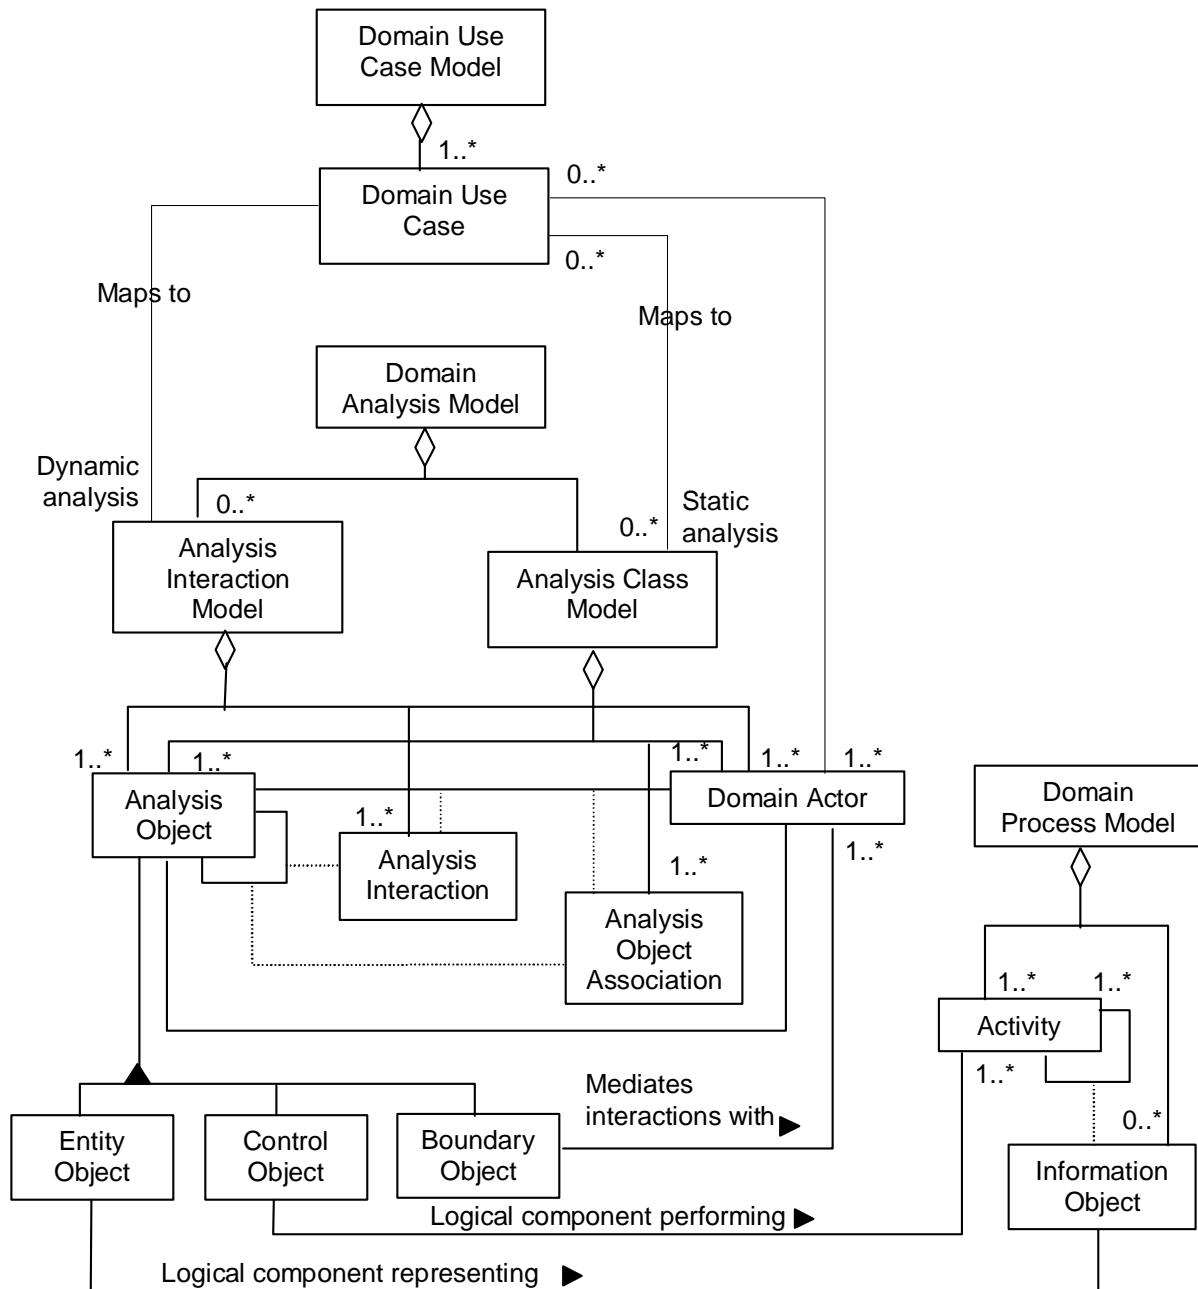 Domain Use
Case Model
1..*
0..*
Domain Use
Case
0..*
Maps to
Maps to
Domain
Analysis Model
Dynamic
analysis
0..*
Static
analysis
0..*
Analysis
Interaction
Model
Analysis Class
Model
1..*
1..*
1..*
1..*
1..*
Analysis
Object
Domain Actor
Domain
Process Model
1..*
1..*
Analysis
Interaction
1..*
Analysis
Object
Association
1..*
1..*
Activity
1..*
Mediates
interactions with
0..*
Entity
Object
Control
Object
Boundary
Object
Information
Object
Logical component performing
Logical component representing